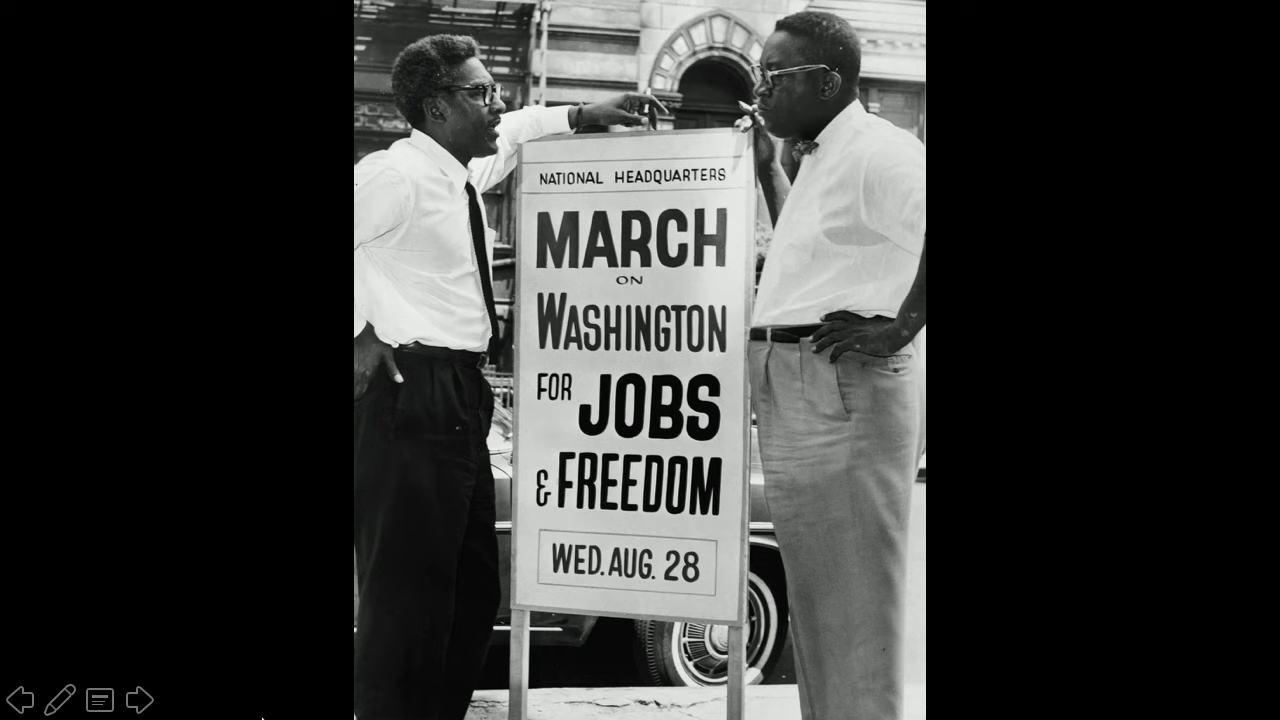 NATIONAL HEADQUARTERS
MARCH
ON
WASHINGTON
FOR JOBS
& FREEDOM
WED. AUG. 28